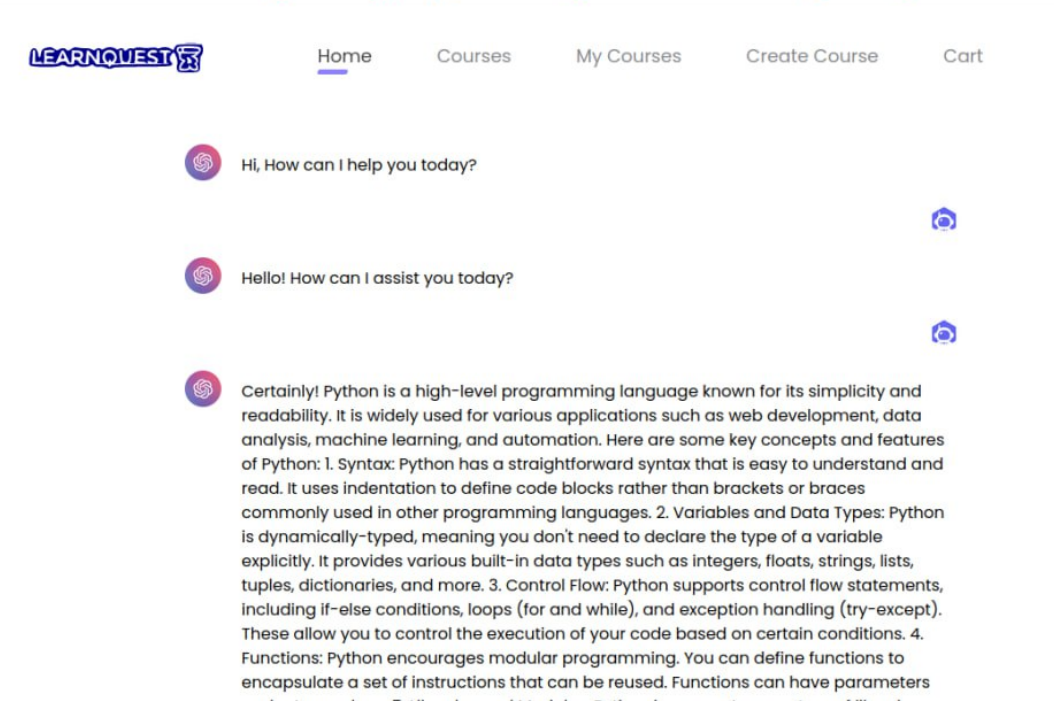 LEARNQUEST
Home Courses My Courses Create Course Cart
Hi, How can I help you today?
Hello! How can I assist you today?
Certainly! Python is a high-level programming language known for its simplicity and
readability. It is widely used for various applications such as web development, data
analysis, machine learning, and automation. Here are some key concepts and features
of Python: 1. Syntax: Python has a straightforward syntax that is easy to understand and
read. It uses indentation to define code blocks rather than brackets or braces
commonly used in other programming languages. 2. Variables and Data Types: Python
is dynamically-typed, meaning you don't need to declare the type of a variable
explicitly. It provides various built-in data types such as integers, floats, strings, lists,
tuples, dictionaries, and more. 3. Control Flow: Python supports control flow statements,
including if-else conditions, loops (for and while), and exception handling (try-except).
These allow you to control the execution of your code based on certain conditions. 4.
Functions: Python encourages modular programming. You can define functions to
encapsulate a set of instructions that can be reused. Functions can have parameters